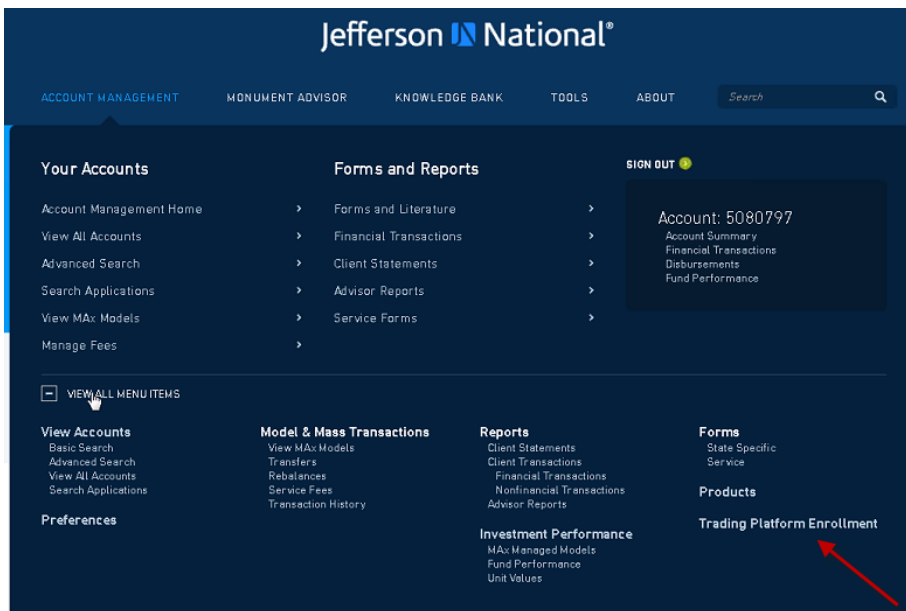 Jefferson National®
ACCOUNT MANAGEMENT MONUMENT ADVISOR KNOWLEDGE BANK TOOLS ABOUT Search
Your Accounts
Account Management Home
View All Accounts
Advanced Search
Search Applications
View MAx Models
Manage Fees
Forms and Reports
Forms and Literature
Financial Transactions
Client Statements
Advisor Reports
Service Forms
SIGN OUT
Account: 5080797
Account Summary
Financial Transactions
Disbursements
Fund Performance
VIEW ALL MENU ITEMS
View Accounts
Basic Search
Advanced Search
View All Accounts
Search Applications
Preferences
Model & Mass Transactions
View MAx Models
Transfers
Rebalances
Service Fees
Transaction History
Reports
Client Statements
Client Transactions
Financial Transactions
Nonfinancial Transactions
Advisor Reports
Investment Performance
MAx Managed Models
Fund Performance
Unit Values
Forms
State Specific
Service
Products
Trading Platform Enrollment